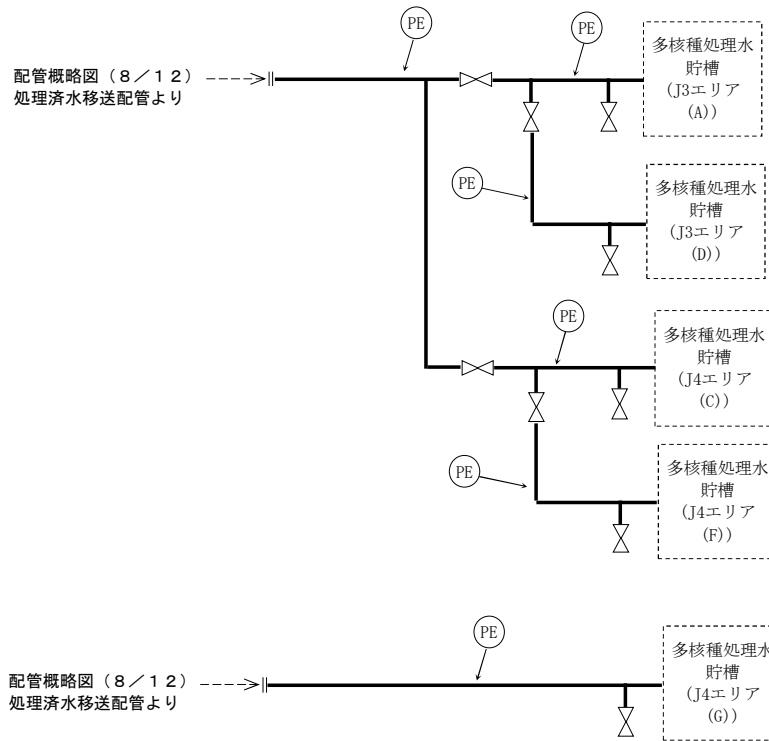 PE
PE
配管概略図（８／１２）
処理済水移送配管より
多核種処理水
貯槽
(J3エリア
(A))
PE
多核種処理水
貯槽
(J3エリア
(D))
PE
多核種処理水
貯槽
(J4エリア
(C))
PE
多核種処理水
貯槽
(J4エリア
(F))
PE
配管概略図（８／１２）
処理済水移送配管より
多核種処理水
貯槽
(J4エリア
(G))